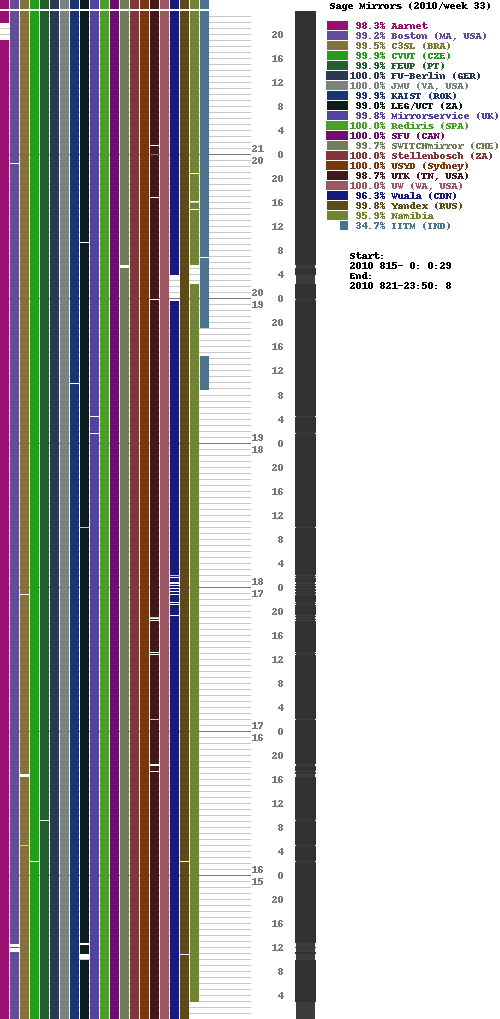 Sage Mirrors (2010/week 33)
98.3% Aarnet
99.2% Boston (MA, USA)
99.5% C3SL (BRA)
99.9% CVUT (CZE)
99.9% FEUP (PT)
100.0% FU-Berlin (GER)
100.0% JMU (VA, USA)
99.9% KAIST (ROK)
99.0% LEG/UCT (ZA)
99.8% Mirrorservice (UK)
100.0% Rediris (SPA)
100.0% SFU (CAN)
99.7% SWITCHmirror (CHE)
100.0% Stellenbosch (ZA)
100.0% USYD (Sydney)
98.7% UTK (TN, USA)
100.0% UW (WA, USA)
96.3% Wuala (CDN)
99.8% Yandex (RUS)
95.9% Namibia
34.7% IITM (IND)
Start:
2010 815- 0: 0:29
End:
2010 821-23:50: 8
20
16
12
8
4
21
0
20
20
16
12
8
4
20
0
19
20
16
12
8
4
19
0
18
20
16
12
8
4
18
0
17
20
16
12
8
4
17
0
16
20
16
12
8
4
16
0
15
20
16
12
8
4